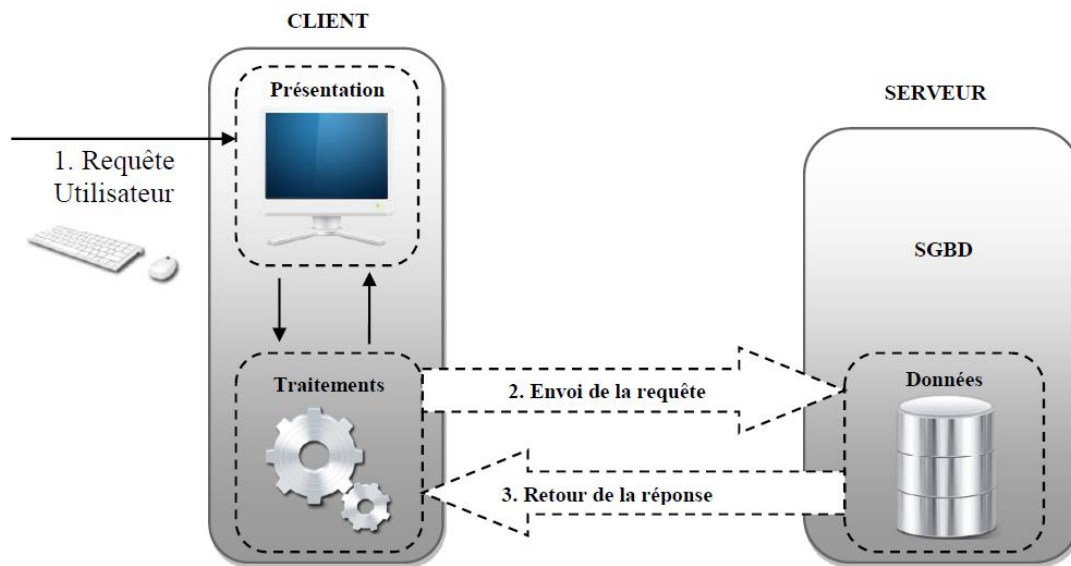 CLIENT
Présentation
SERVEUR
1. Requête
Utilisateur
SGBD
Traitements
Données
2. Envoi de la requête
3. Retour de la réponse